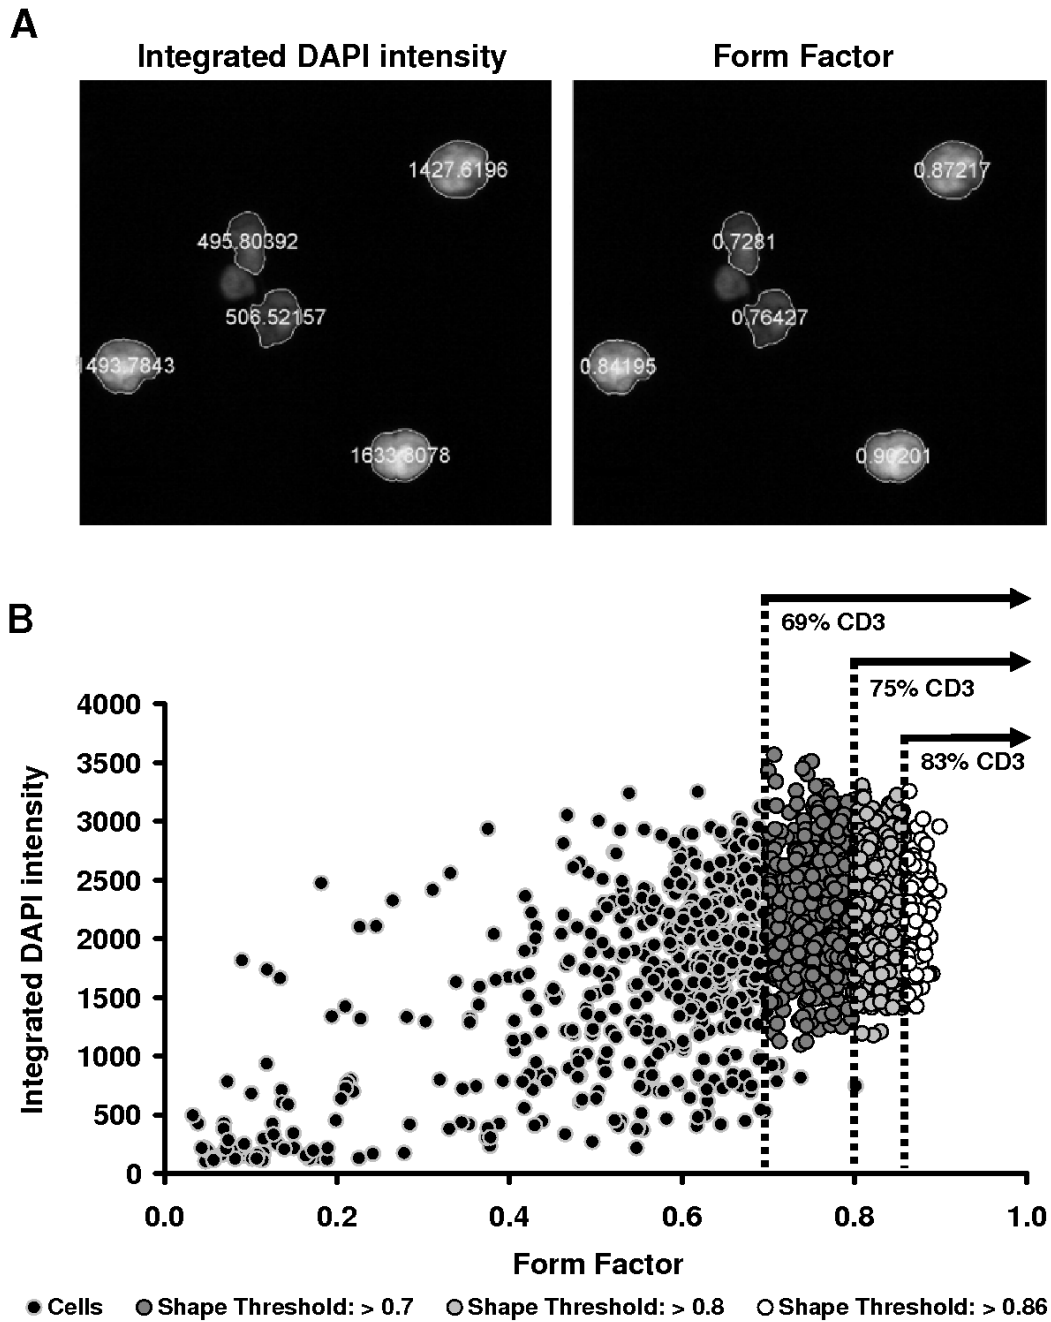 A
Integrated DAPI intensity
Form Factor
1427.6196
495.80392
506.52157
1493.7843
1633.8078
0.87217
0.7281
0.76427
0.84195
0.90201
B
69% CD3
75% CD3
83% CD3
Integrated DAPI intensity
4000
3500
3000
2500
2000
1500
1000
500
0
0.0 0.2 0.4 0.6 0.8 1.0
Form Factor
Cells Shape Threshold: > 0.7 Shape Threshold: > 0.8 Shape Threshold: > 0.86